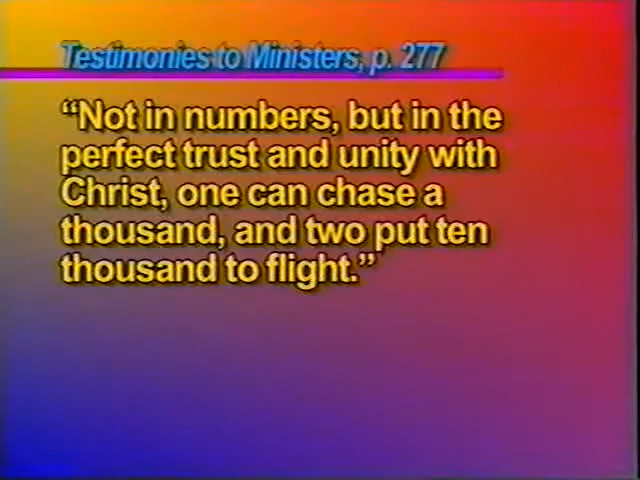 Testimonies to Ministers, p. 277
“Not in numbers, but in the
perfect trust and unity with
Christ, one can chase a
thousand, and two put ten
thousand to flight.”